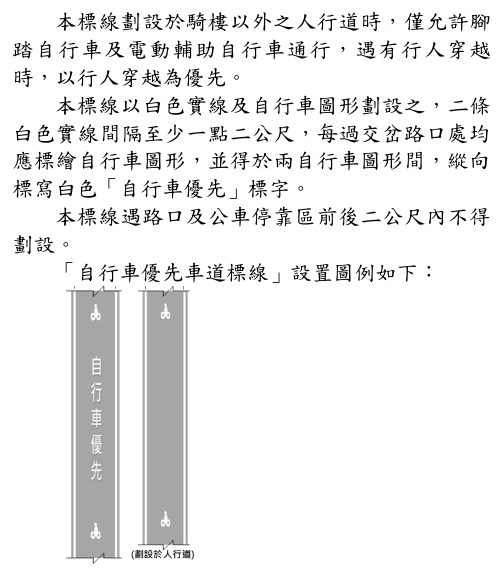 本標線劃設於騎樓以外之人行道時，僅允許腳
踏自行車及電動輔助自行車通行，遇有行人穿越
時，以行人穿越為優先。
本標線以白色實線及自行車圖形劃設之，二條
白色實線間隔至少一點二公尺，每過交岔路口處均
應標繪自行車圖形，並得於兩自行車圖形間，縱向
標寫白色「自行車優先」標字。
本標線遇路口及公車停靠區前後二公尺內不得
劃設。
「自行車優先車道標線」設置圖例如下：
自行車優先
(劃設於人行道)